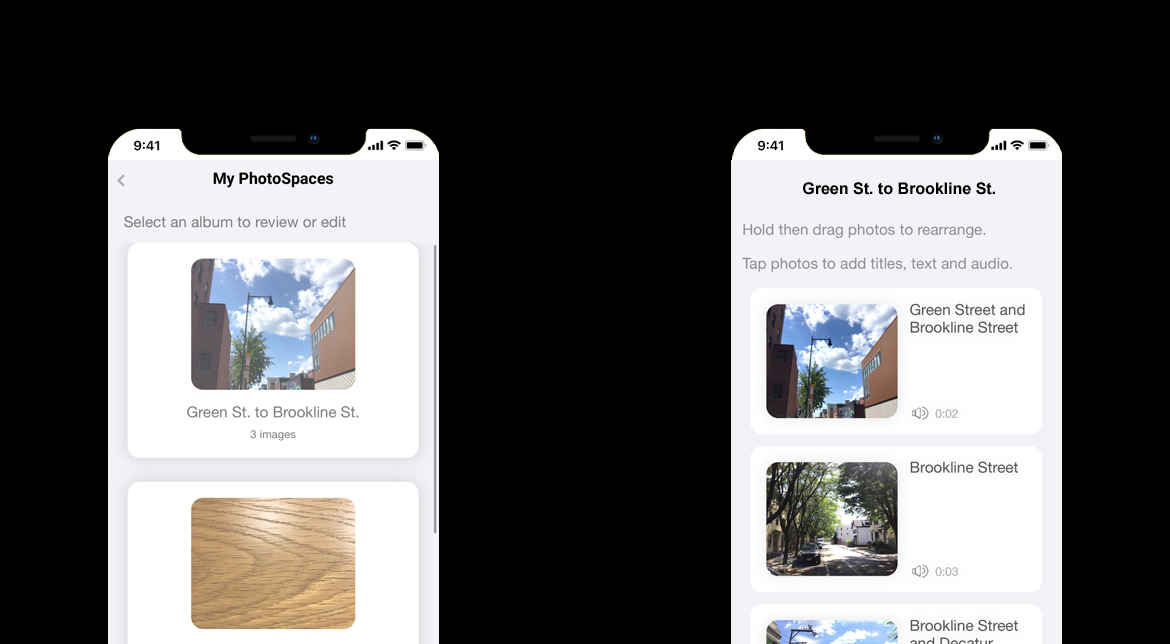 9:41
My PhotoSpaces
Select an album to review or edit
Green St. to Brookline St.
3 images
9:41
Green St. to Brookline St.
Hold then drag photos to rearrange.
Tap photos to add titles, text and audio.
Green Street and
Brookline Street
0:02
Brookline Street
0:03
Brookline Street
and Decatur